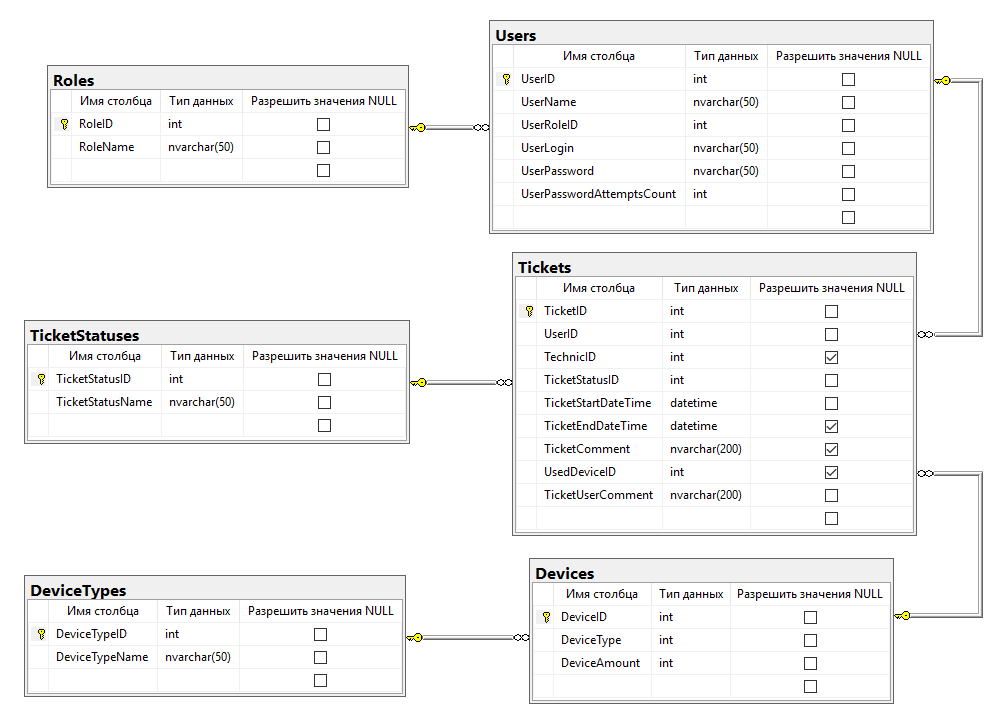 Users
Имя столбца Тип данных Разрешить значения NULL
UserID int
UserName nvarchar(50)
UserRoleID int
UserLogin nvarchar(50)
UserPassword nvarchar(50)
UserPasswordAttemptsCount int
Roles
Имя столбца Тип данных Разрешить значения NULL
RoleID int
RoleName nvarchar(50)
Tickets
Имя столбца Тип данных Разрешить значения NULL
TicketID int
UserID int
TechnicID int
TicketStatusID int
TicketStartDateTime datetime
TicketEndDateTime datetime
TicketComment nvarchar(200)
UsedDeviceID int
TicketUserComment nvarchar(200)
TicketStatuses
Имя столбца Тип данных Разрешить значения NULL
TicketStatusID int
TicketStatusName nvarchar(50)
Devices
Имя столбца Тип данных Разрешить значения NULL
DeviceID int
DeviceType int
DeviceAmount int
DeviceTypes
Имя столбца Тип данных Разрешить значения NULL
DeviceTypeID int
DeviceTypeName nvarchar(50)